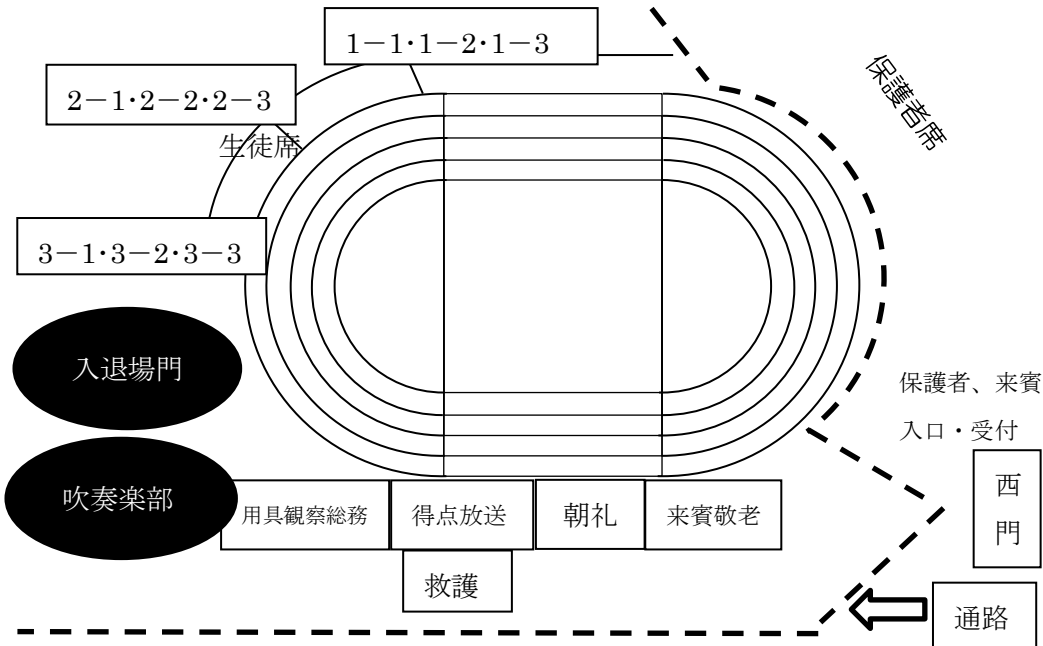 1−1・1−2・1−3
保護者席
2−1・2−2・2−3
生徒席
3−1・3−2・3−3
入退場門
保護者、来賓
入口・受付
吹奏楽部
用具観察総務
得点放送
朝礼
来賓敬老
西門
救護
通路